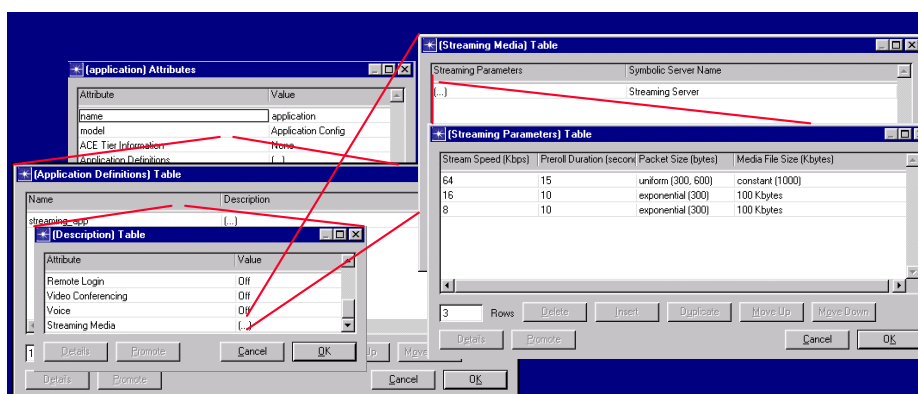 (Streaming Media) Table
Streaming Parameters Symbolic Server Name
(...) Streaming Server
(application) Attributes
Attribute Value
name application
model Application Config
ACE Tier Information None
Application Definitions (...)
(Streaming Parameters) Table
Stream Speed (Kbps) Preroll Duration (secon Packet Size (bytes) Media File Size (Kbytes)
64 15 uniform (300, 600) constant (1000)
16 10 exponential (300) 100 Kbytes
8 10 exponential (300) 100 Kbytes
3 Rows Delete Insert Duplicate Move Up Move Down
Details Promote Cancel OK
(Application Definitions) Table
Name Description
streaming_app (...)
(Description) Table
Attribute Value
Remote Login Off
Video Conferencing Off
Voice Off
Streaming Media (...)
Details Promote Cancel OK
1 Up Move
Details Promote Cancel OK